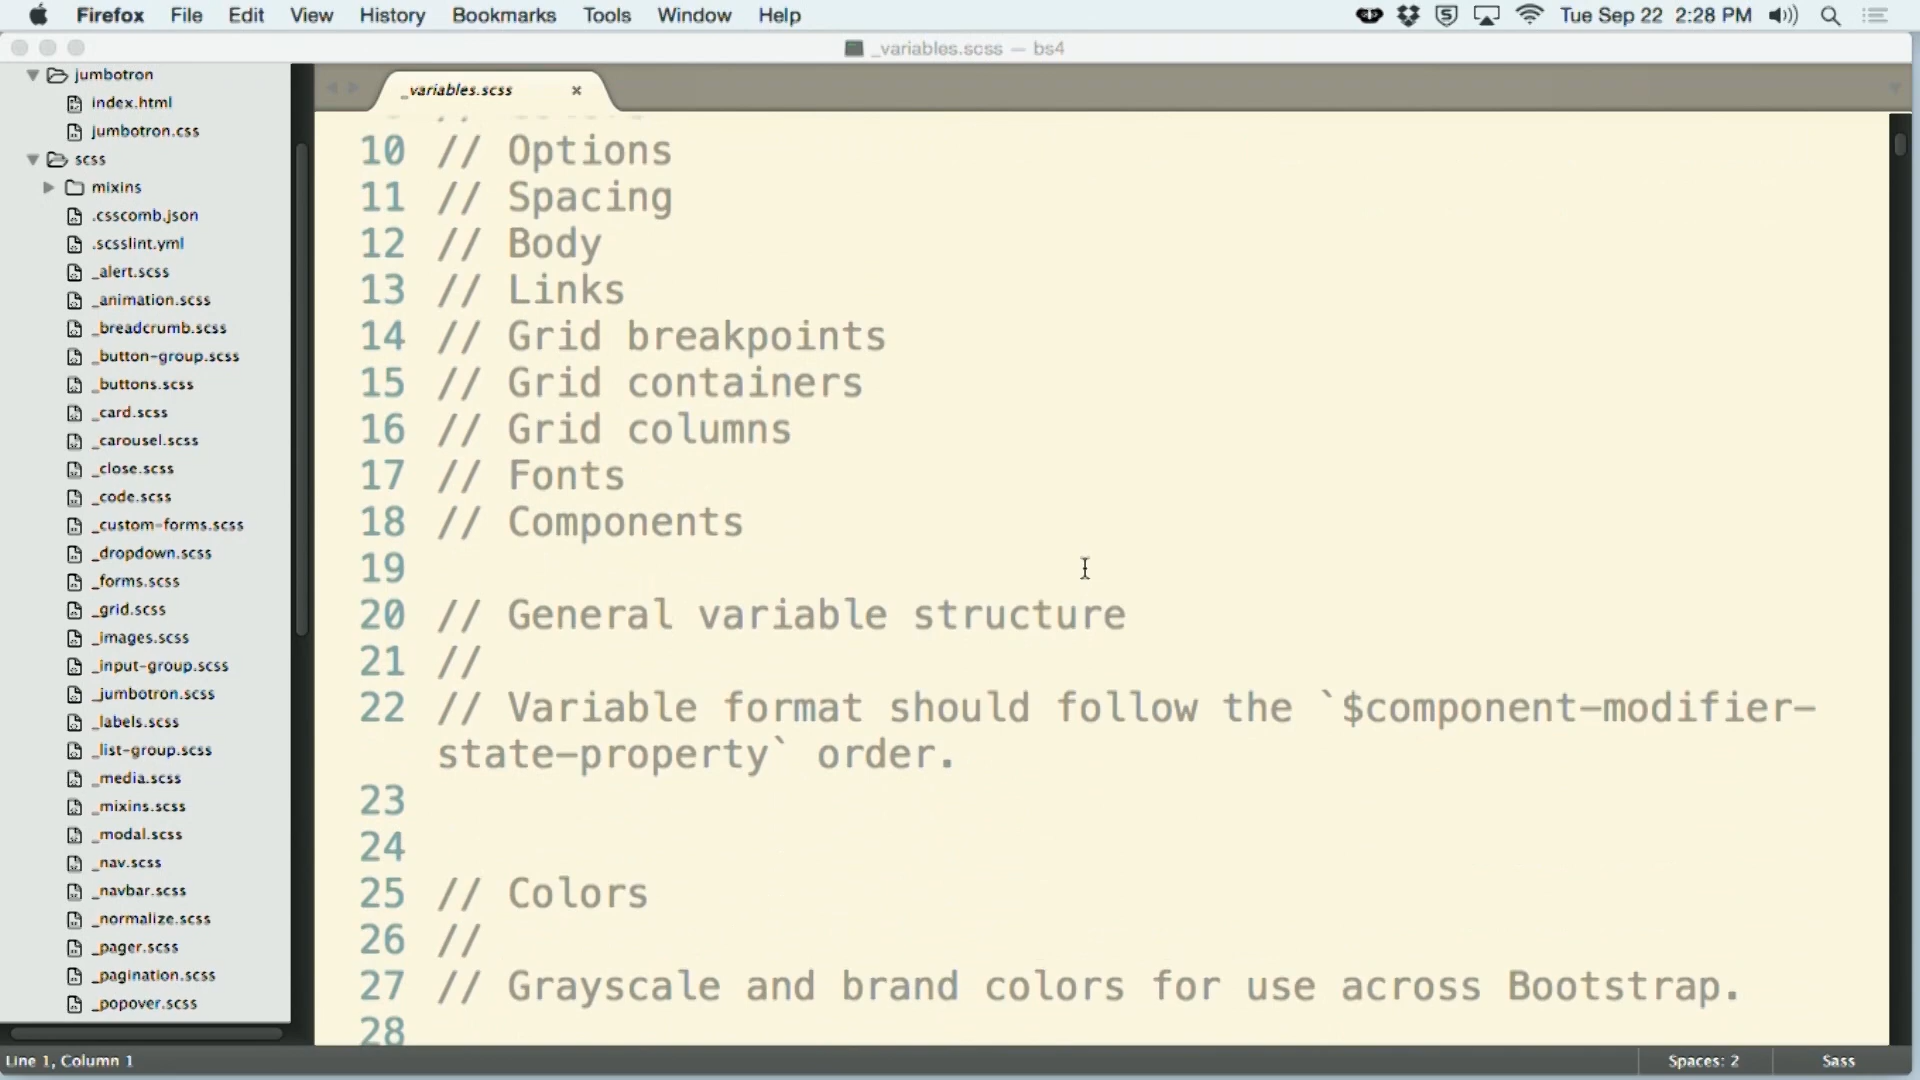 Firefox File Edit View History Bookmarks Tools Window Help Tue Sep 22 2:28 PM
_variables.scss — bs4
jumbotron
index.html
jumbotron.css
scss
mixins
.csscomb.json
.scsslint.yml
_alert.scss
_animation.scss
_breadcrumb.scss
_button-group.scss
_buttons.scss
_card.scss
_carousel.scss
_close.scss
_code.scss
_custom-forms.scss
_dropdown.scss
_forms.scss
_grid.scss
_images.scss
_input-group.scss
_jumbotron.scss
_labels.scss
_list-group.scss
_media.scss
_mixins.scss
_modal.scss
_nav.scss
_navbar.scss
_normalize.scss
_pager.scss
_pagination.scss
_popover.scss
_variables.scss ×
10 // Options
11 // Spacing
12 // Body
13 // Links
14 // Grid breakpoints
15 // Grid containers
16 // Grid columns
17 // Fonts
18 // Components
19
20 // General variable structure
21 //
22 // Variable format should follow the `$component-modifier-
state-property` order.
23
24
25 // Colors
26 //
27 // Grayscale and brand colors for use across Bootstrap.
28
Line 1, Column 1 Spaces: 2 Sass